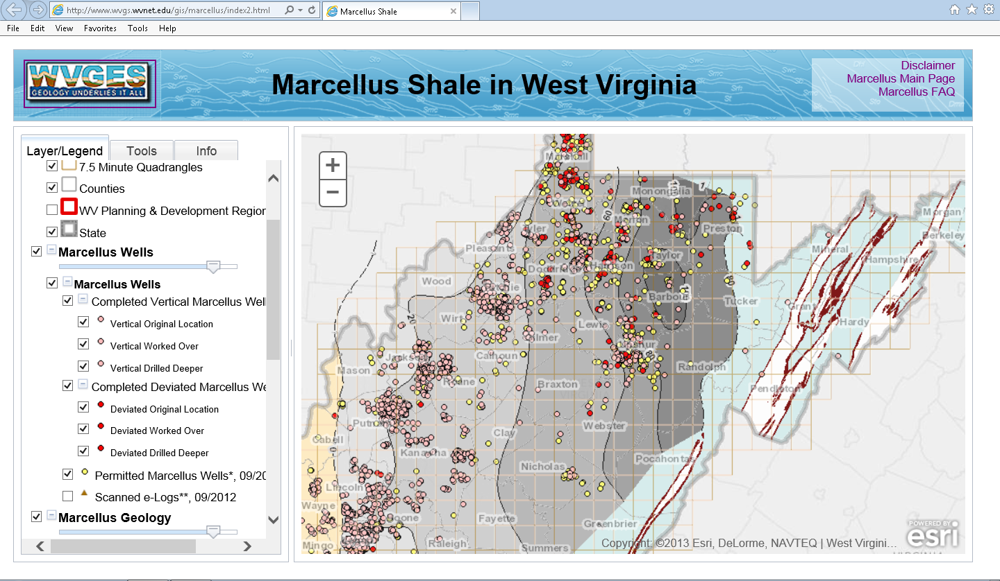 http://www.wvgs.wvnet.edu/gis/marcellus/index2.html
Marcellus Shale
File Edit View Favorites Tools Help
WVGES
GEOLOGY UNDERLIES IT ALL
Marcellus Shale in West Virginia
Disclaimer
Marcellus Main Page
Marcellus FAQ
Layer/Legend Tools Info
7.5 Minute Quadrangles
Counties
WV Planning & Development Region
State
Marcellus Wells
Marcellus Wells
Completed Vertical Marcellus Well
Vertical Original Location
Vertical Worked Over
Vertical Drilled Deeper
Completed Deviated Marcellus We
Deviated Original Location
Deviated Worked Over
Deviated Drilled Deeper
Permitted Marcellus Wells*, 09/20
Scanned e-Logs**, 09/2012
Marcellus Geology
+
−
Marshall
Monongalia
Wetzel
Marion
Preston
Morgan
Berkeley
Tyler
Pleasants
Taylor
Mineral
Hampshire
Doddridge
Harrison
Wood
Ritchie
Barbour
Tucker
Grant
Hardy
Wirt
Lewis
Gilmer
Upshur
Calhoun
Jackson
Randolph
Mason
Roane
Braxton
Pendleton
Putnam
Webster
Clay
Cabell
Kanawha
Pocahontas
Nicholas
Lincoln
Wayne
Boone
Fayette
Greenbrier
Mingo
Raleigh
Summers
20
60
80
80
0
Copyright: ©2013 Esri, DeLorme, NAVTEQ | West Virgini...
POWERED BY
esri